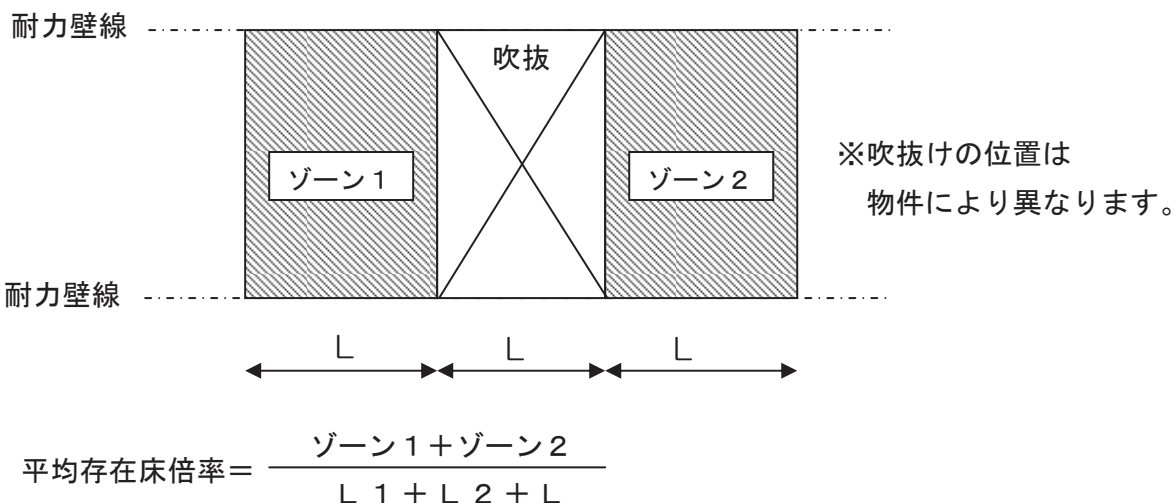 耐力壁線
吹抜
ゾーン1
ゾーン2
※吹抜けの位置は
物件により異なります。
耐力壁線
L L L
平均存在床倍率=
ゾーン1+ゾーン2
L1+L2+L